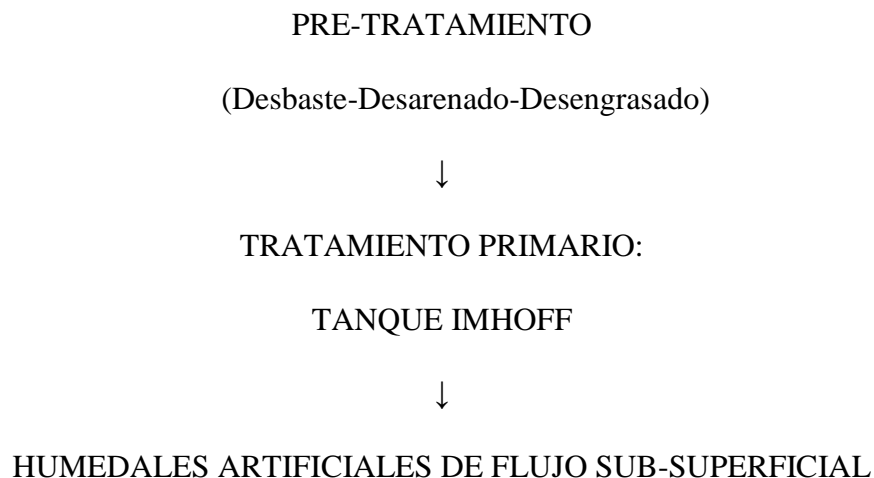 PRE-TRATAMIENTO
(Desbaste-Desarenado-Desengrasado)
↓
TRATAMIENTO PRIMARIO:
TANQUE IMHOFF
↓
HUMEDALES ARTIFICIALES DE FLUJO SUB-SUPERFICIAL